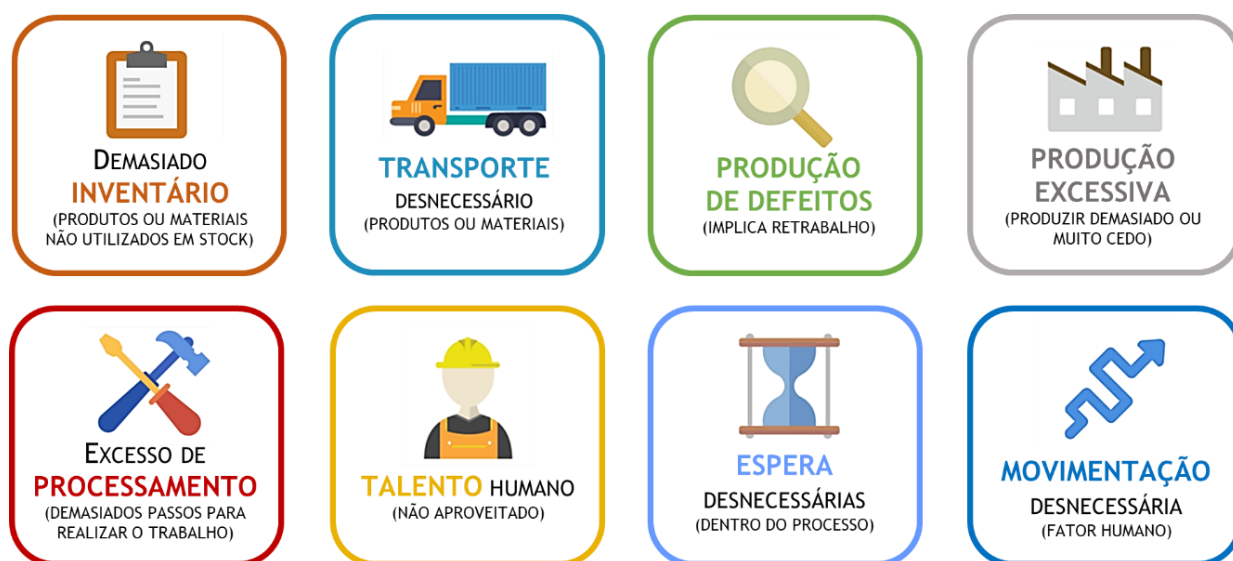 DEMASIADO
INVENTÁRIO
(PRODUTOS OU MATERIAIS
NÃO UTILIZADOS EM STOCK)
TRANSPORTE
DESNECESSÁRIO
(PRODUTOS OU MATERIAIS)
PRODUÇÃO
DE DEFEITOS
(IMPLICA RETRABALHO)
PRODUÇÃO
EXCESSIVA
(PRODUZIR DEMASIADO OU
MUITO CEDO)
EXCESSO DE
PROCESSAMENTO
(DEMASIADOS PASSOS PARA
REALIZAR O TRABALHO)
TALENTO HUMANO
(NÃO APROVEITADO)
ESPERA
DESNECESSÁRIAS
(DENTRO DO PROCESSO)
MOVIMENTAÇÃO
DESNECESSÁRIA
(FATOR HUMANO)